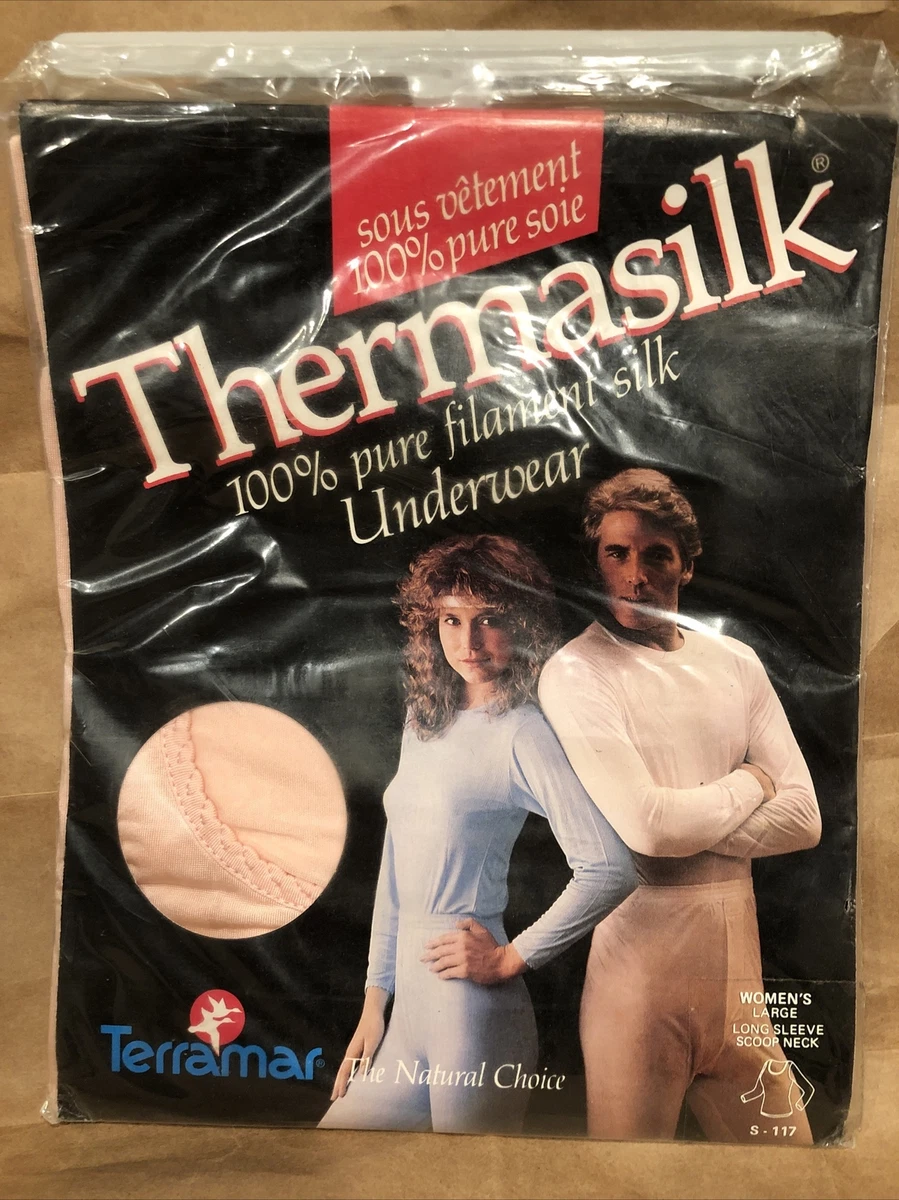 sous vêtement
100% pure soie
Thermasilk®
100% pure filament silk
Underwear
Terramar®
The Natural Choice
WOMEN'S
LARGE
LONG SLEEVE
SCOOP NECK
S - 117